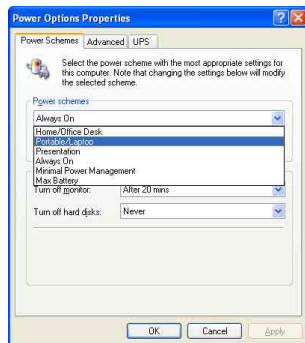 Power Options Properties
Power Schemes Advanced UPS
Select the power scheme with the most appropriate settings for
this computer. Note that changing the settings below will modify
the selected scheme.
Power schemes
Always On
Home/Office Desk
Portable/Laptop
Presentation
Always On
Minimal Power Management
Max Battery
Turn off monitor: After 20 mins
Turn off hard disks: Never
OK Cancel Apply